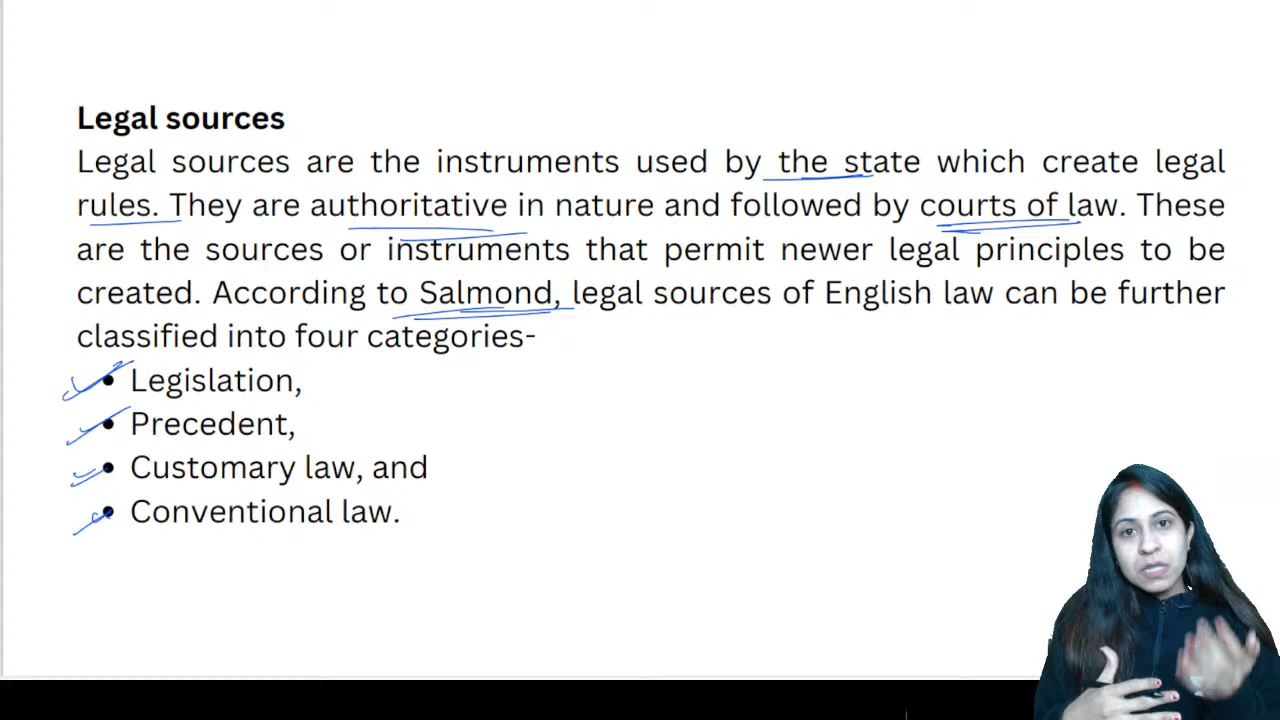 Legal sources
Legal sources are the instruments used by the state which create legal
rules. They are authoritative in nature and followed by courts of law. These
are the sources or instruments that permit newer legal principles to be
created. According to Salmond, legal sources of English law can be further
classified into four categories-
• Legislation,
• Precedent,
• Customary law, and
• Conventional law.